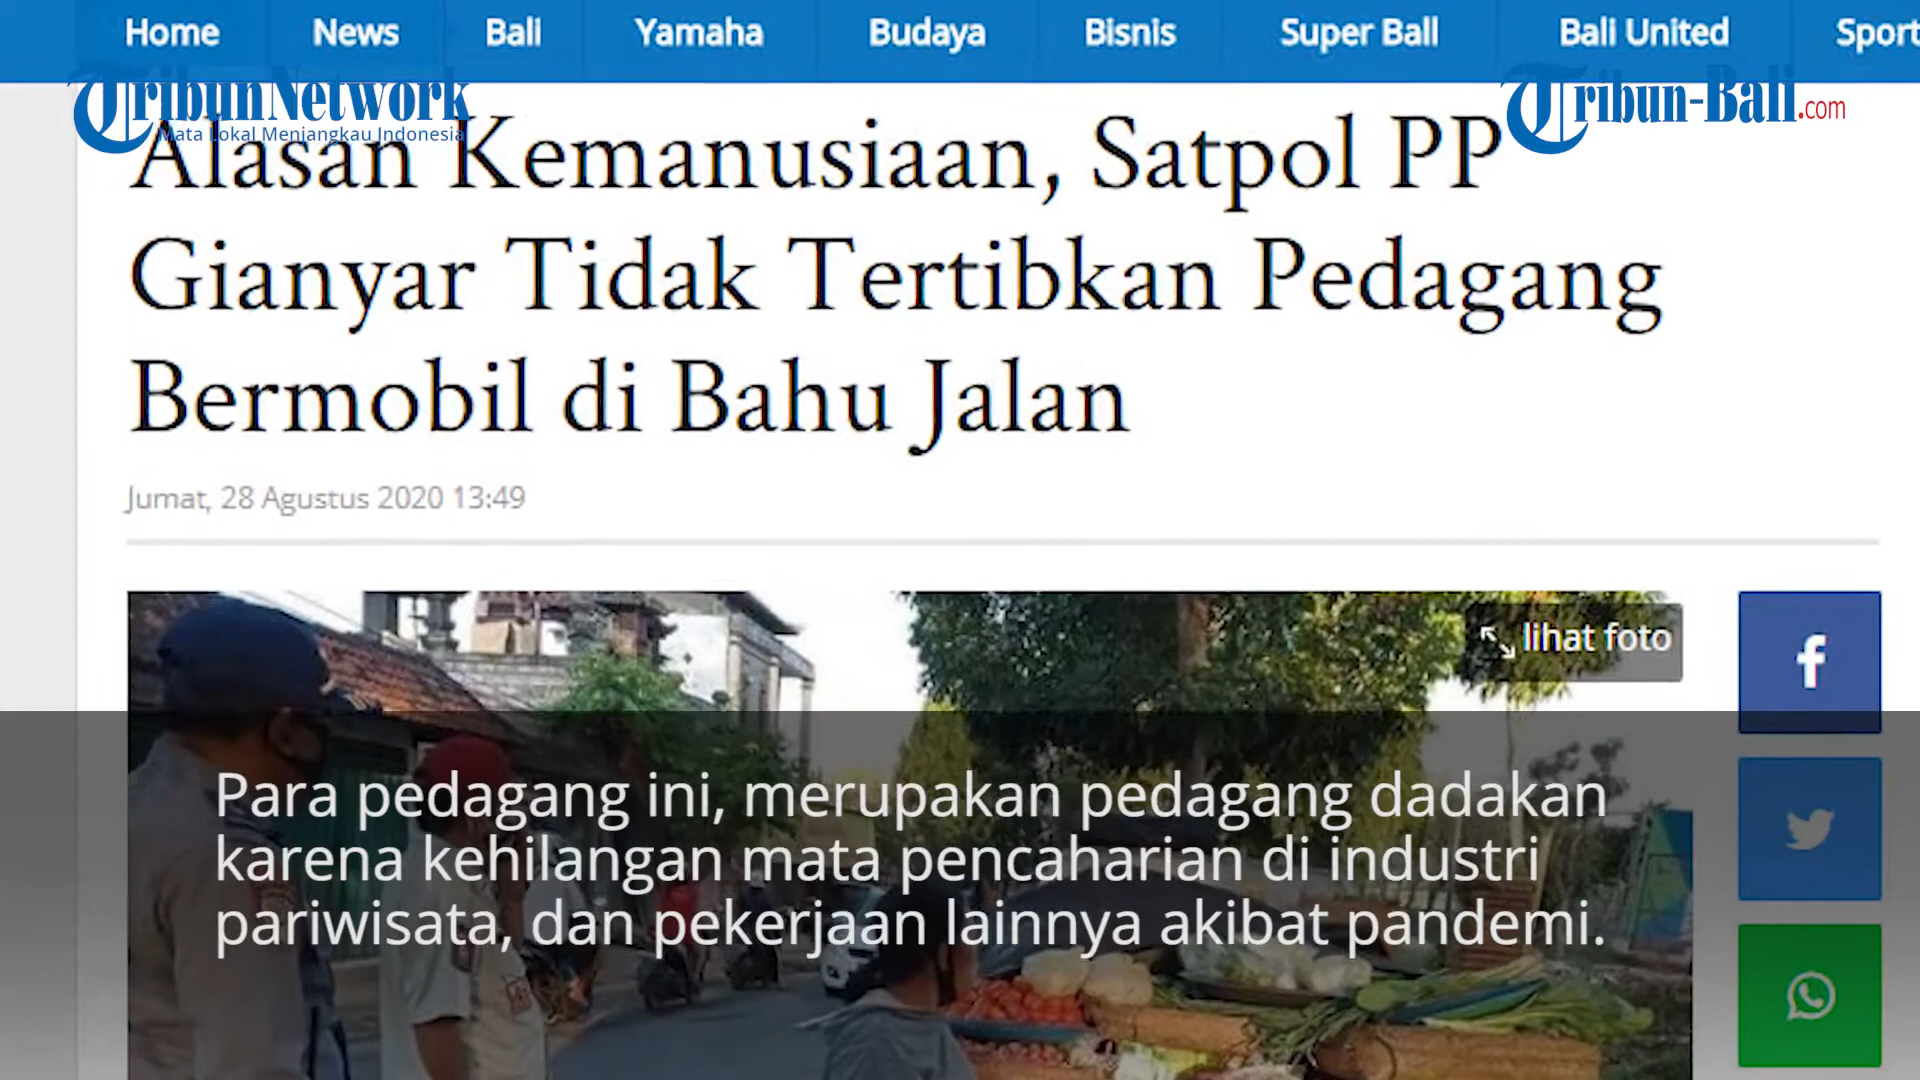 Home News Bali Yamaha Budaya Bisnis Super Ball Bali United Sport
TribunNetwork
Mata Lokal Menjangkau Indonesia
Tribun-Bali.com
Alasan Kemanusiaan, Satpol PP
Gianyar Tidak Tertibkan Pedagang
Bermobil di Bahu Jalan
Jumat, 28 Agustus 2020 13:49
lihat foto
f
Para pedagang ini, merupakan pedagang dadakan
karena kehilangan mata pencaharian di industri
pariwisata, dan pekerjaan lainnya akibat pandemi.